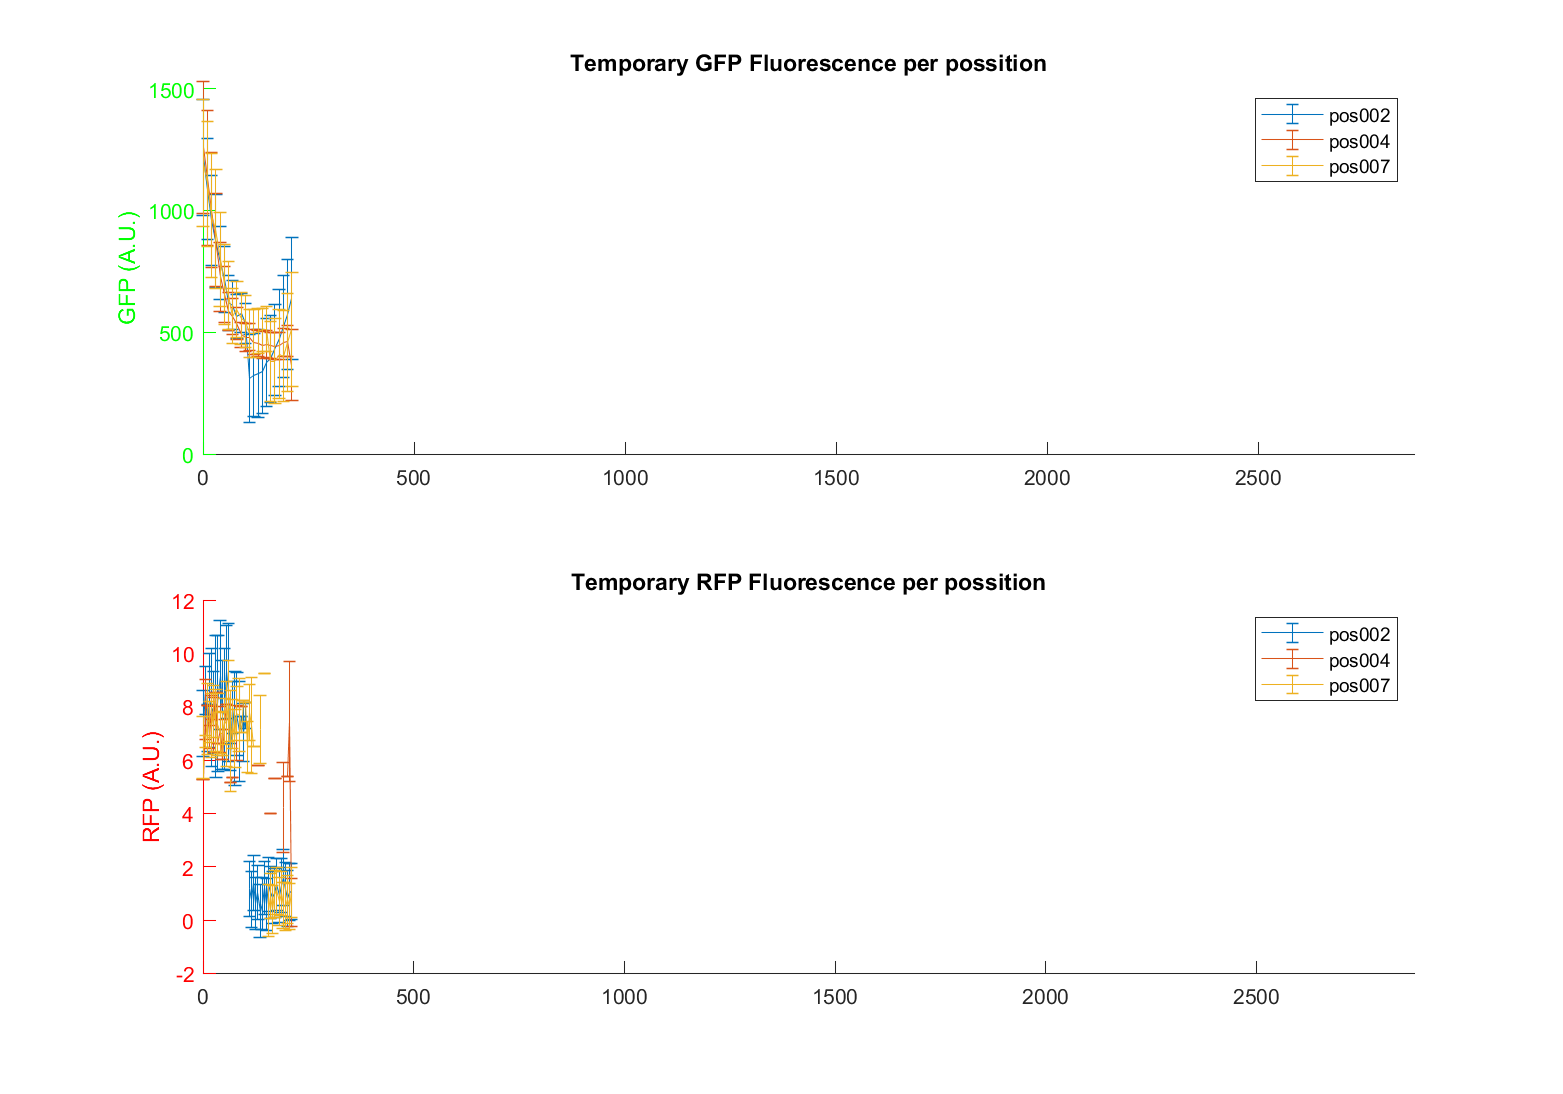 Temporary GFP Fluorescence per possition
1500
1000
500
0
GFP (A.U.)
0 500 1000 1500 2000 2500
pos002
pos004
pos007
Temporary RFP Fluorescence per possition
12
10
8
6
4
2
0
-2
RFP (A.U.)
0 500 1000 1500 2000 2500
pos002
pos004
pos007